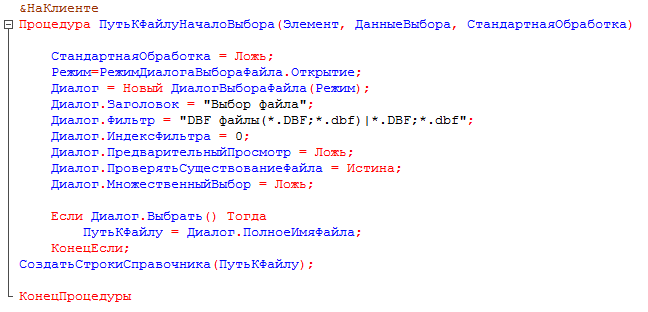 &НаКлиенте
Процедура ПутьКФайлуНачалоВыбора(Элемент, ДанныеВыбора, СтандартнаяОбработка)
СтандартнаяОбработка = Ложь;
Режим=РежимДиалогаВыбораФайла.Открытие;
Диалог = Новый ДиалогВыбораФайла(Режим);
Диалог.Заголовок = "Выбор файла";
Диалог.Фильтр = "DBF файлы(*.DBF;*.dbf)|*.DBF;*.dbf";
Диалог.ИндексФильтра = 0;
Диалог.ПредварительныйПросмотр = Ложь;
Диалог.ПроверятьСуществованиеФайла = Истина;
Диалог.МножественныйВыбор = Ложь;
Если Диалог.Выбрать() Тогда
ПутьКФайлу = Диалог.ПолноеИмяФайла;
КонецЕсли;
СоздатьСтрокиСправочника(ПутьКФайлу);
КонецПроцедуры